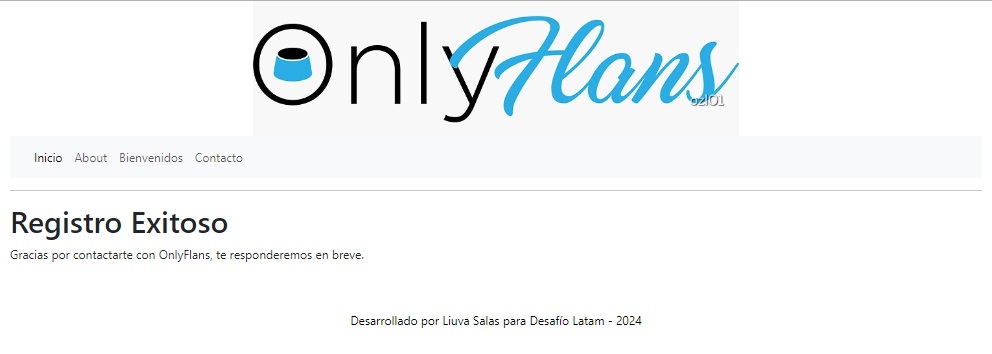 OnlyFlans
ozl01
Inicio About Bienvenidos Contacto
Registro Exitoso
Gracias por contactarte con OnlyFlans, te responderemos en breve.
Desarrollado por Liuva Salas para Desafío Latam - 2024